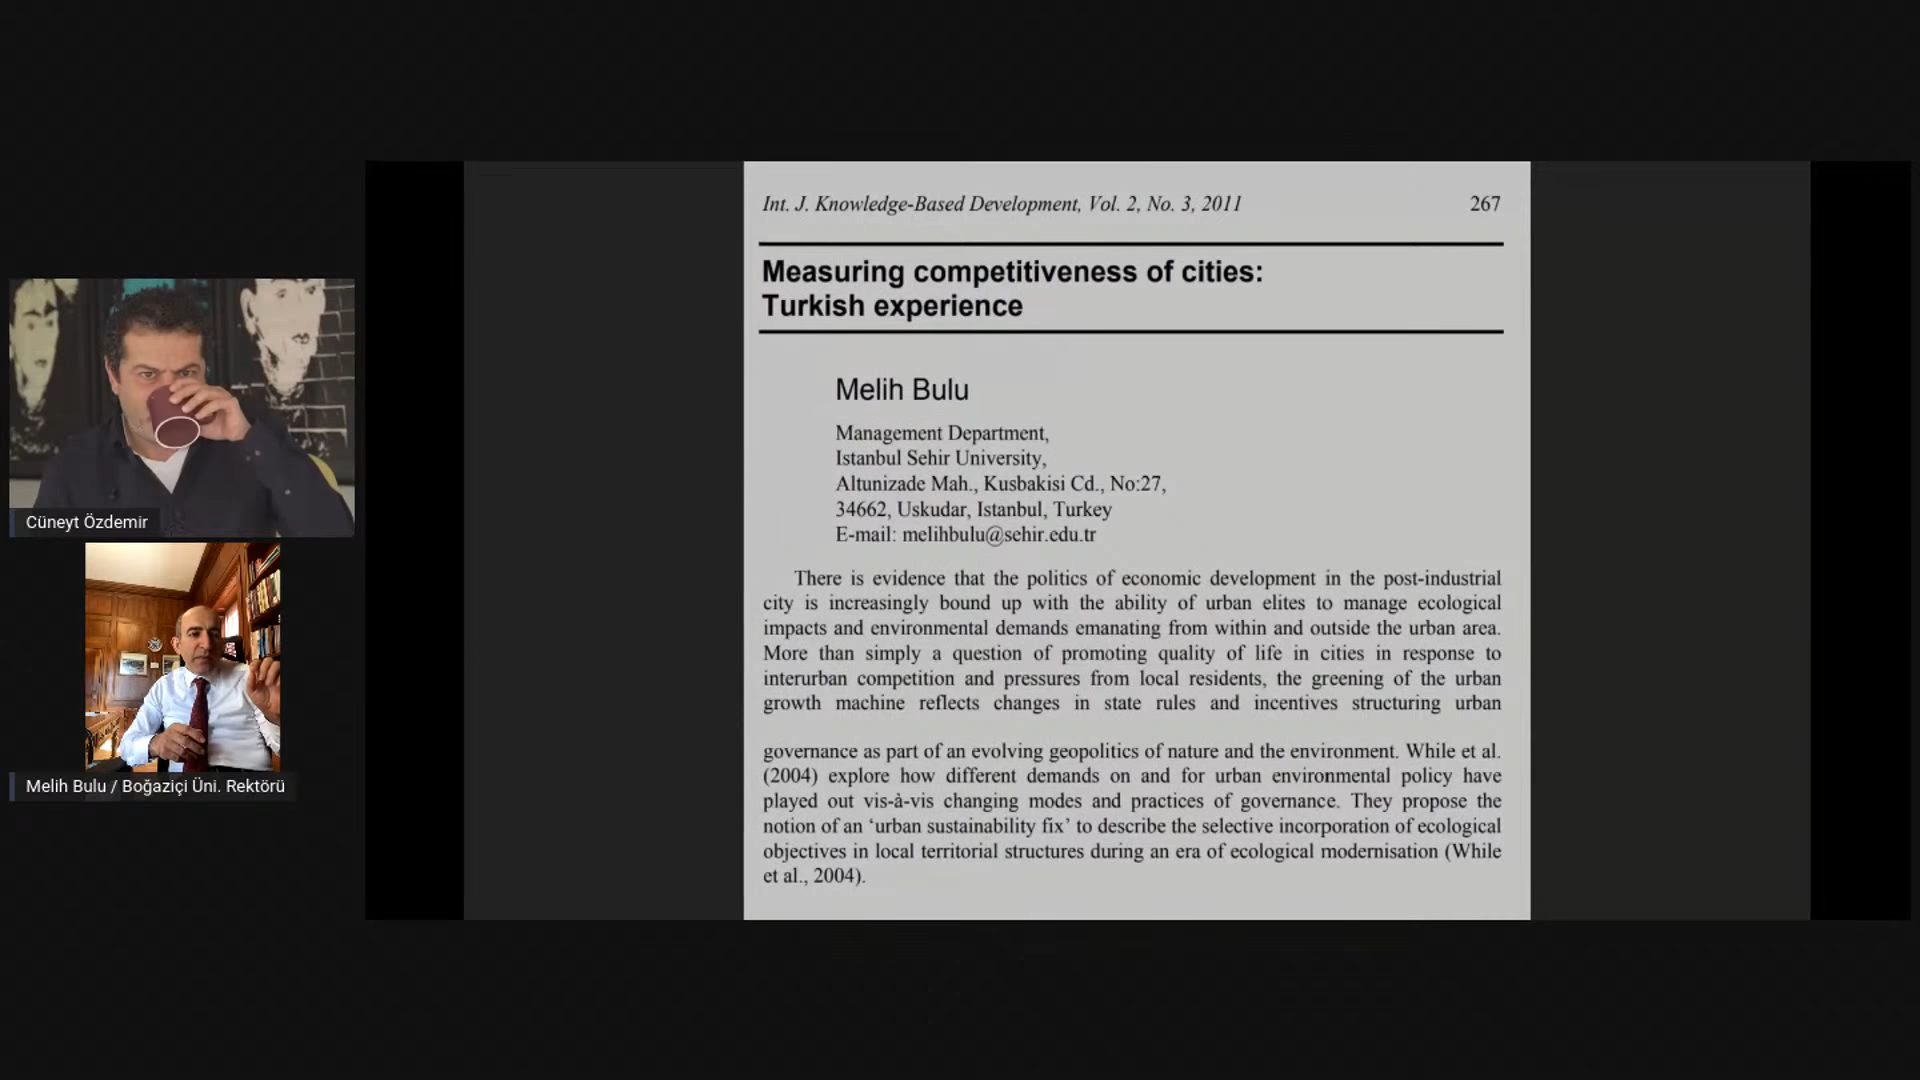 Int. J. Knowledge-Based Development, Vol. 2, No. 3, 2011 267
Measuring competitiveness of cities:
Turkish experience
Melih Bulu
Management Department,
Istanbul Sehir University,
Altunizade Mah., Kusbakisi Cd., No:27,
34662, Uskudar, Istanbul, Turkey
E-mail: melihbulu@sehir.edu.tr
There is evidence that the politics of economic development in the post-industrial
city is increasingly bound up with the ability of urban elites to manage ecological
impacts and environmental demands emanating from within and outside the urban area.
More than simply a question of promoting quality of life in cities in response to
interurban competition and pressures from local residents, the greening of the urban
growth machine reflects changes in state rules and incentives structuring urban
governance as part of an evolving geopolitics of nature and the environment. While et al.
(2004) explore how different demands on and for urban environmental policy have
played out vis-à-vis changing modes and practices of governance. They propose the
notion of an ‘urban sustainability fix’ to describe the selective incorporation of ecological
objectives in local territorial structures during an era of ecological modernisation (While
et al., 2004).
Cüneyt Özdemir
Melih Bulu / Boğaziçi Üni. Rektörü